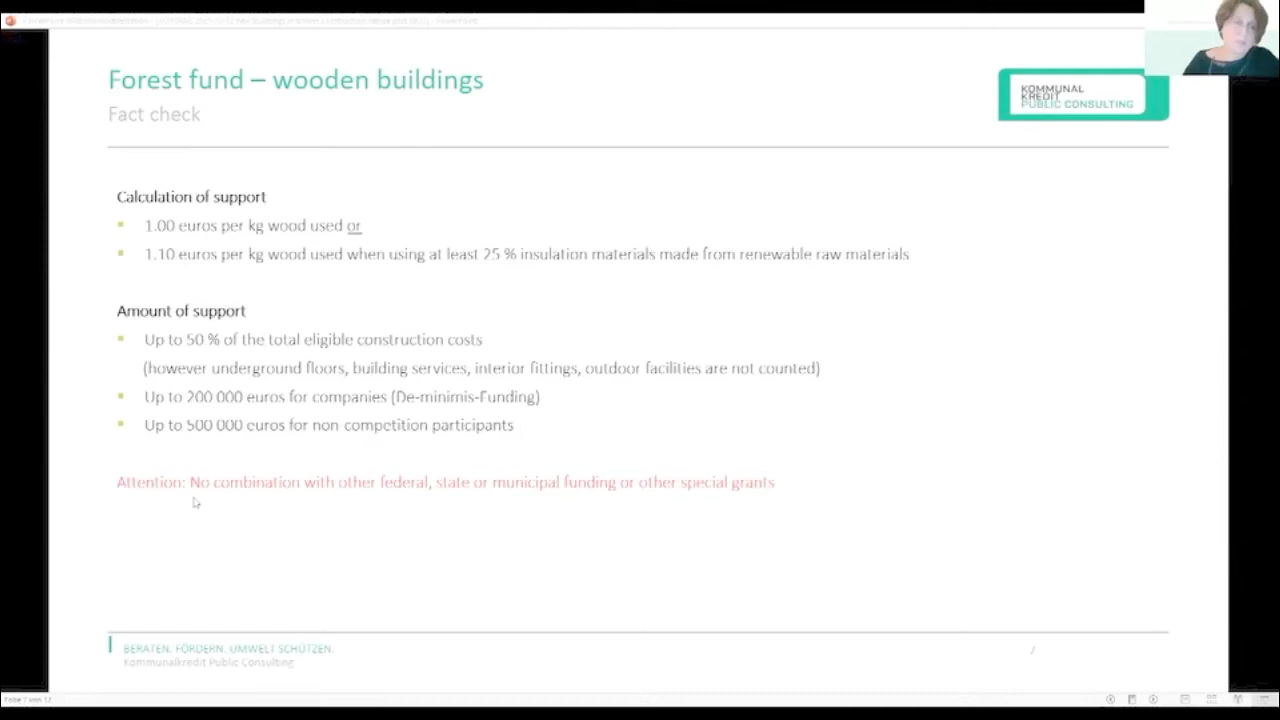 Forest fund – wooden buildings
Fact check
KOMMUNAL
KREDIT
PUBLIC CONSULTING
Calculation of support
1.00 euros per kg wood used or
1.10 euros per kg wood used when using at least 25 % insulation materials made from renewable raw materials
Amount of support
Up to 50 % of the total eligible construction costs
(however underground floors, building services, interior fittings, outdoor facilities are not counted)
Up to 200 000 euros for companies (De-minimis-Funding)
Up to 500 000 euros for non competition participants
Attention: No combination with other federal, state or municipal funding or other special grants
BERATEN. FÖRDERN. UMWELT SCHÜTZEN.
Kommunalkredit Public Consulting
7
Folie 7 von 12